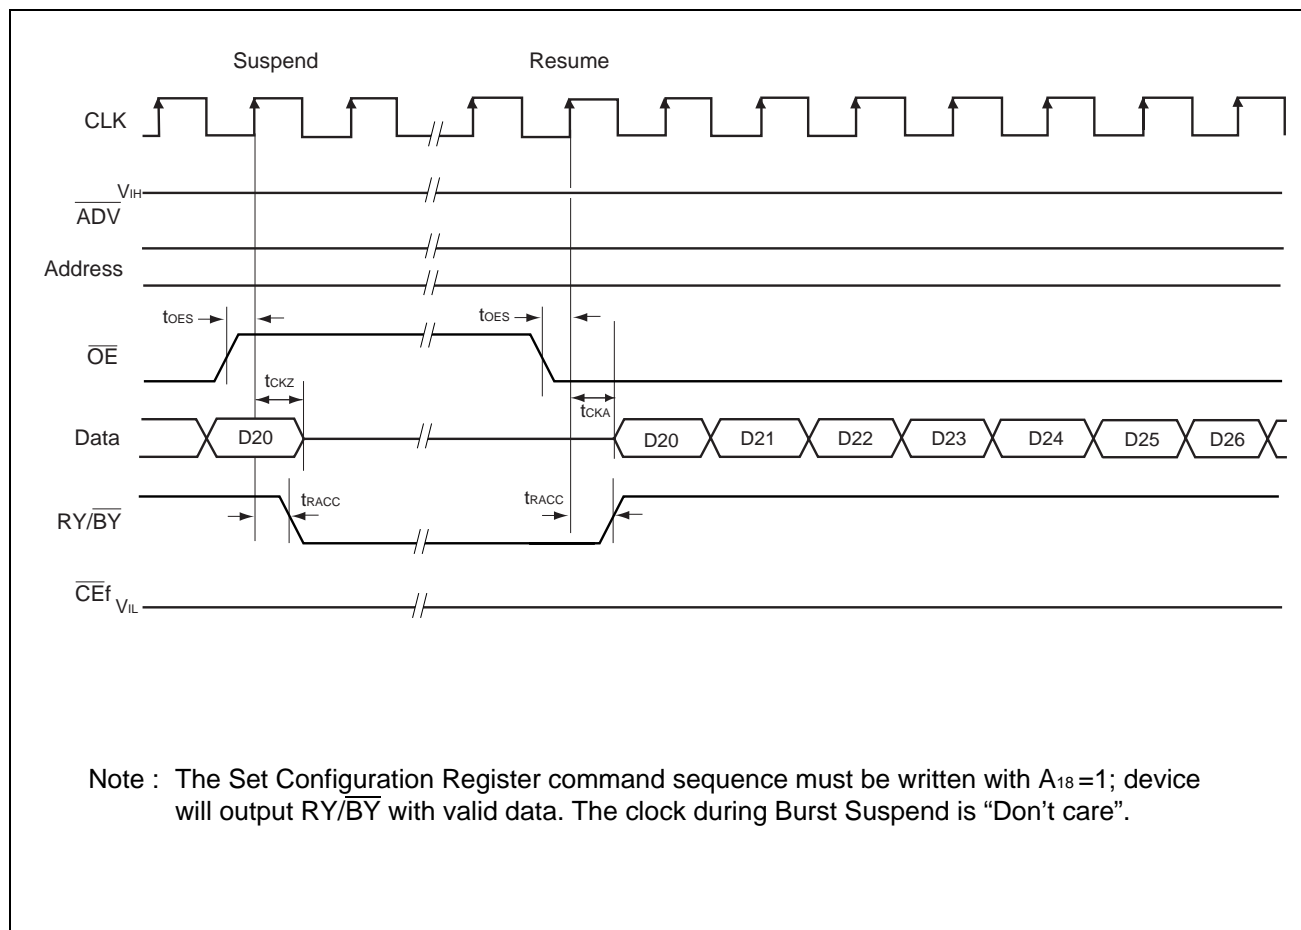 Suspend Resume
CLK
VIH
ADV
Address
tOES tOES
OE
tCKZ
tCKA
Data D20 D20 D21 D22 D23 D24 D25 D26
tRACC tRACC
RY/BY
CEf VIL
Note : The Set Configuration Register command sequence must be written with A18 =1; device
will output RY/BY with valid data. The clock during Burst Suspend is “Don’t care”.